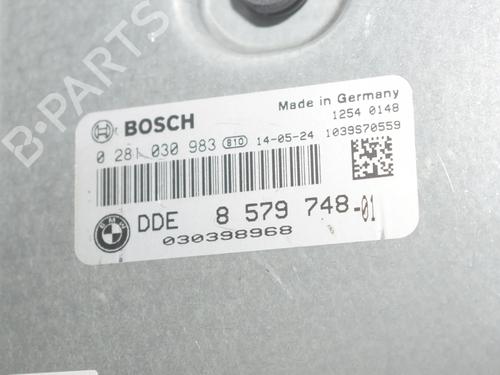 B-PARTS
Made in Germany
BOSCH
1254 0148
0 281 030 983 810 14-05-24 1039S70559
DDE 8 579 748-01
030398968